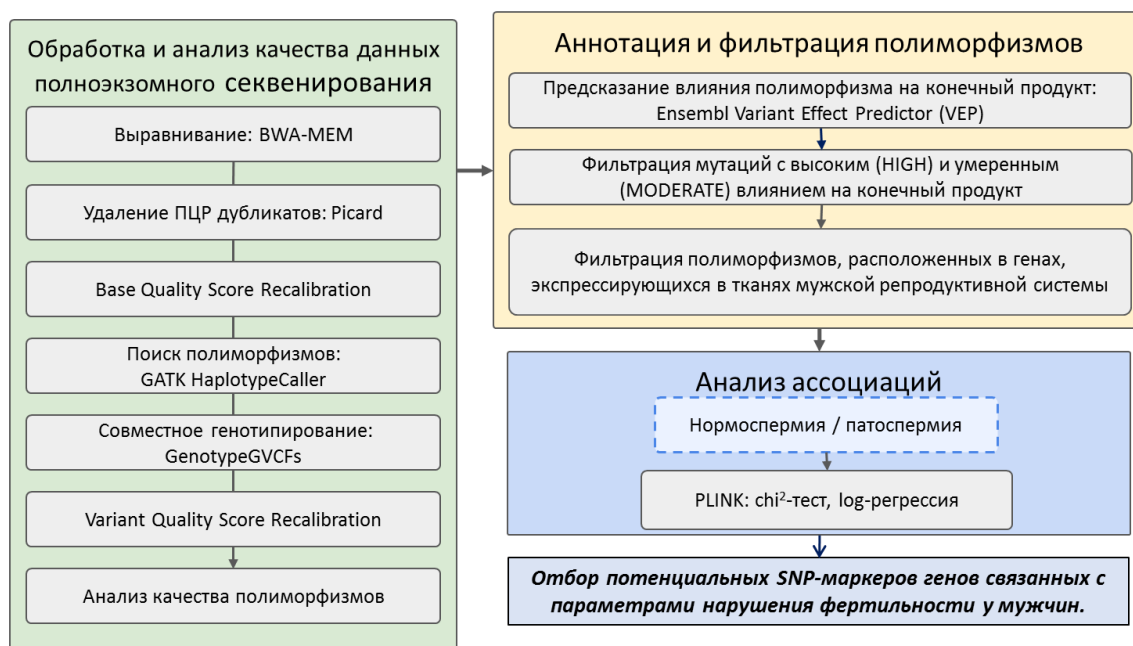 Обработка и анализ качества данных
полноэкзомного секвенирования
Выравнивание: BWA-MEM
Удаление ПЦР дубликатов: Picard
Base Quality Score Recalibration
Поиск полиморфизмов:
GATK HaplotypeCaller
Совместное генотипирование:
GenotypeGVCFs
Variant Quality Score Recalibration
Анализ качества полиморфизмов
Аннотация и фильтрация полиморфизмов
Предсказание влияния полиморфизма на конечный продукт:
Ensembl Variant Effect Predictor (VEP)
Фильтрация мутаций с высоким (HIGH) и умеренным
(MODERATE) влиянием на конечный продукт
Фильтрация полиморфизмов, расположенных в генах,
экспрессирующихся в тканях мужской репродуктивной системы
Анализ ассоциаций
Нормоспермия / патоспермия
PLINK: chi²-тест, log-регрессия
Отбор потенциальных SNP-маркеров генов связанных с
параметрами нарушения фертильности у мужчин.